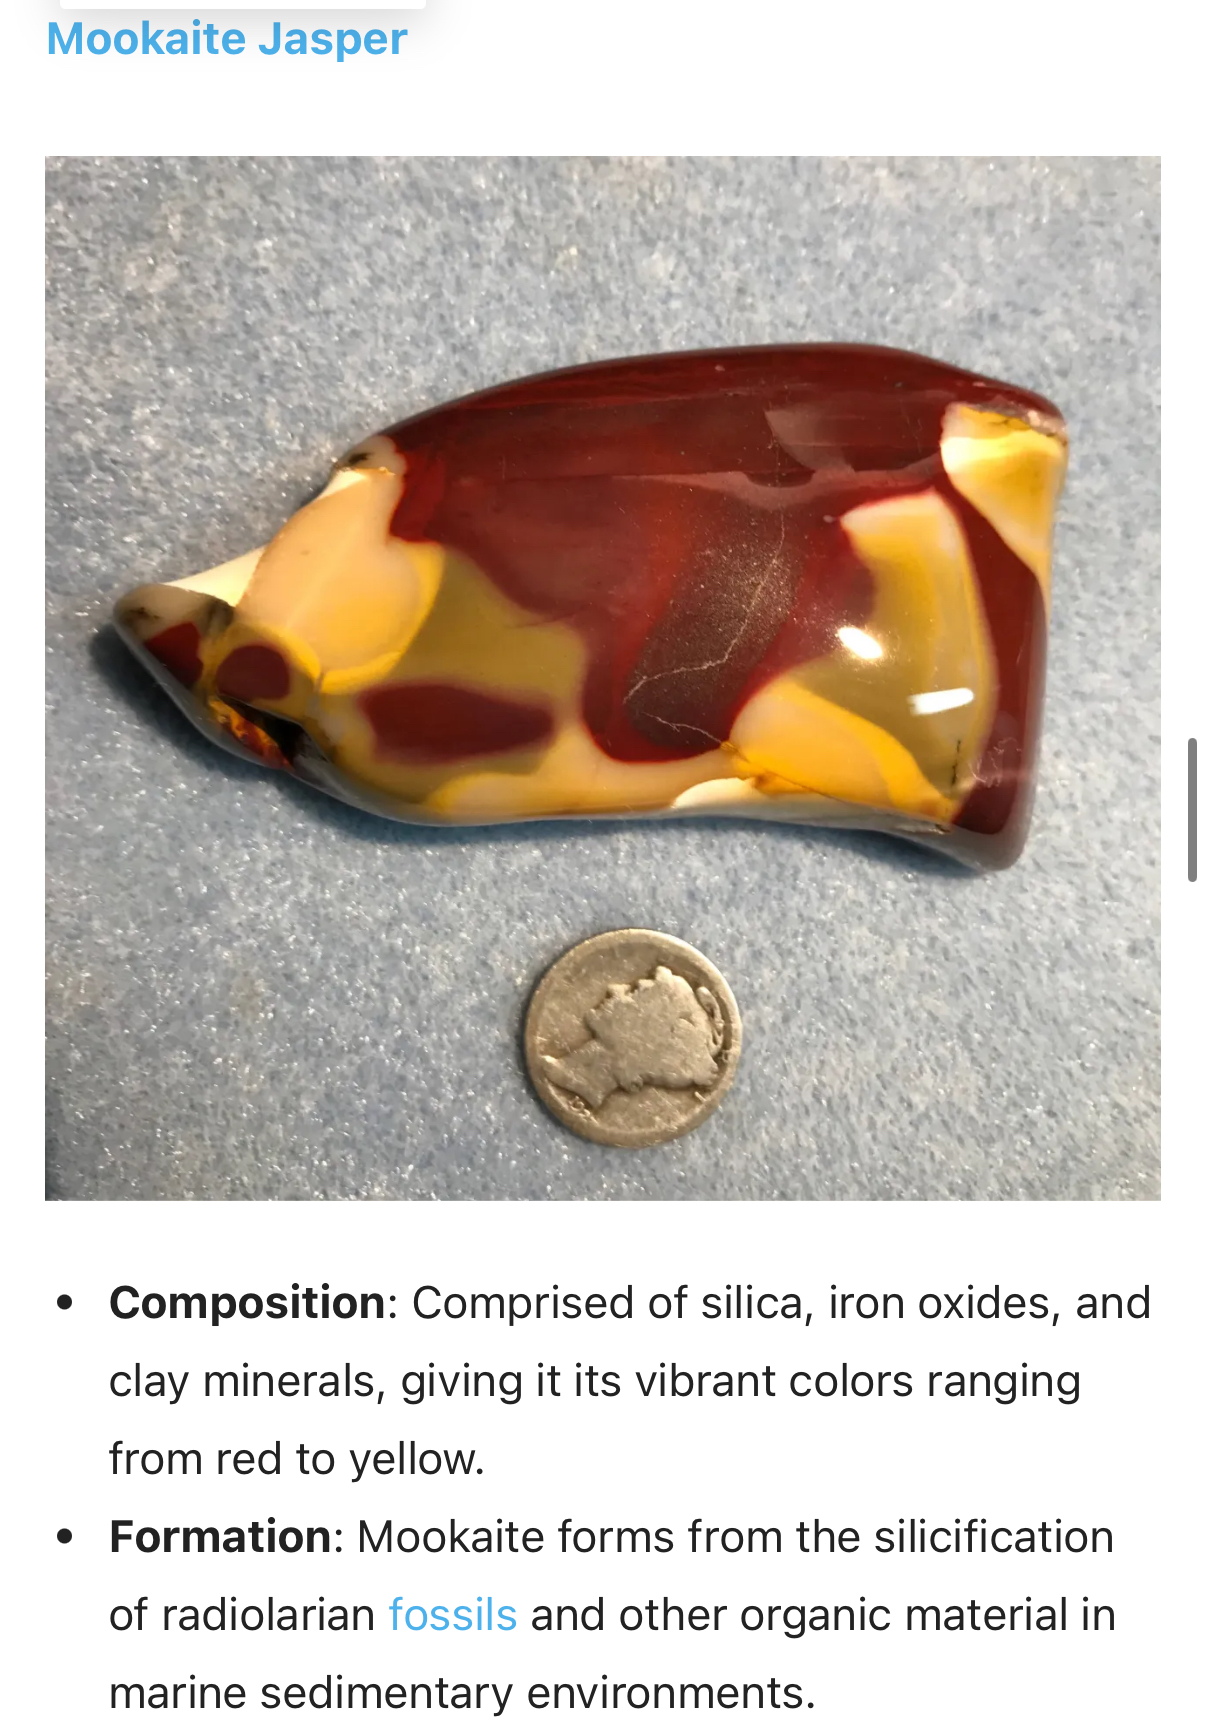 Mookaite Jasper
• Composition: Comprised of silica, iron oxides, and
clay minerals, giving it its vibrant colors ranging
from red to yellow.
• Formation: Mookaite forms from the silicification
of radiolarian fossils and other organic material in
marine sedimentary environments.